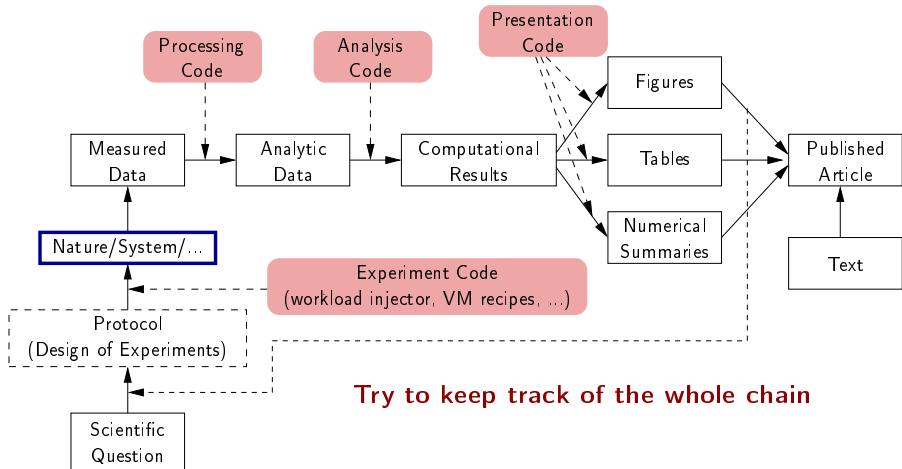 Processing
Code
Analysis
Code
Presentation
Code
Figures
Measured
Data
Analytic
Data
Computational
Results
Tables
Published
Article
Numerical
Summaries
Nature/System/...
Text
Experiment Code
(workload injector, VM recipes, ...)
Protocol
(Design of Experiments)
Try to keep track of the whole chain
Scientific
Question